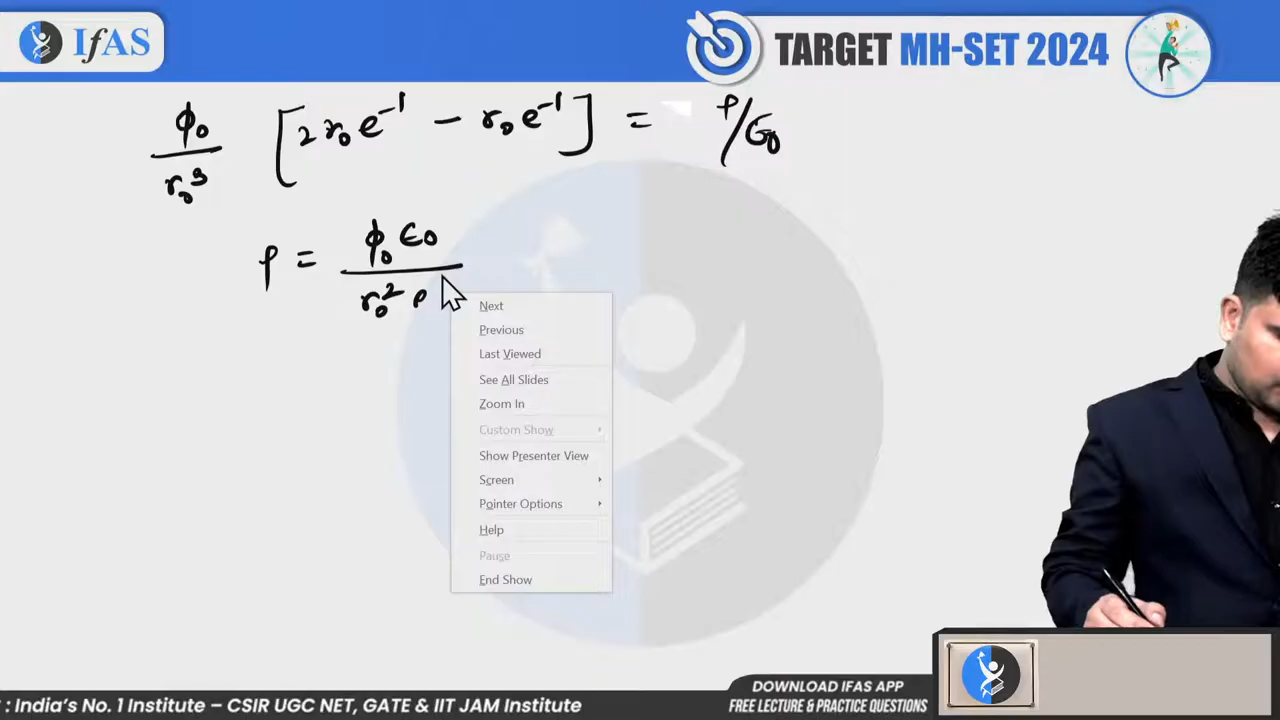 IfAS
TARGET MH-SET 2024
ϕ₀/r₀³ [2r₀e⁻¹ − r₀e⁻¹] = ρ/ϵ₀
ρ = ϕ₀ϵ₀/r₀²e
Next
Previous
Last Viewed
See All Slides
Zoom In
Custom Show
Show Presenter View
Screen
Pointer Options
Help
Pause
End Show
DOWNLOAD IFAS APP
FREE LECTURE & PRACTICE QUESTIONS
: India's No. 1 Institute – CSIR UGC NET, GATE & IIT JAM Institute